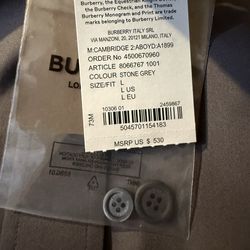 Burberry, the Equestrian Knight Device,
the Burberry Check, and the Thomas
Burberry Monogram and Print are trade
marks belonging to Burberry Limited.
BURBERRY ITALY SRL
VIA MANZONI, 20, 20121 MILANO, ITALY
M:CAMBRIDGE 2:ABOYD:A1899
ORDER No 4500670960
ARTICLE 8066767 1001
COLOUR STONE GREY
SIZE/FIT L
L US
L EU
73M
10306 01
2459867
5045701154183
MSRP US $ 530
BU
LO